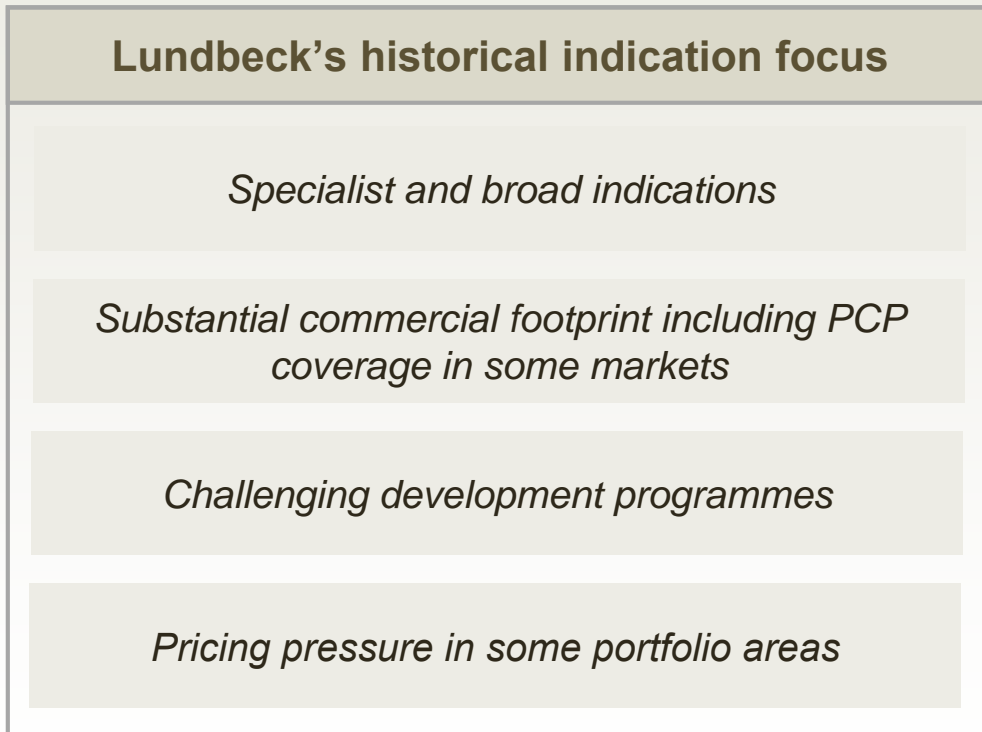 Lundbeck’s historical indication focus
Specialist and broad indications
Substantial commercial footprint including PCP
coverage in some markets
Challenging development programmes
Pricing pressure in some portfolio areas